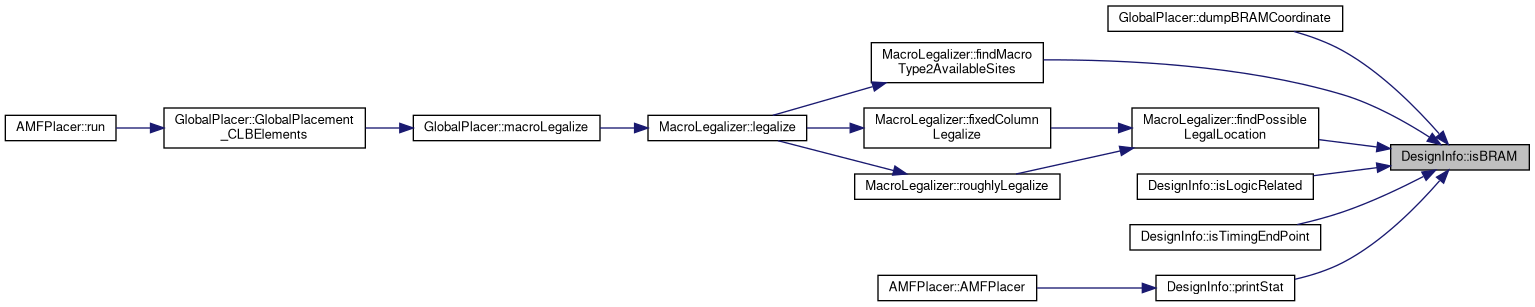 GlobalPlacer::dumpBRAMCoordinate
MacroLegalizer::findMacro
Type2AvailableSites
AMFPlacer::run
GlobalPlacer::GlobalPlacement
_CLBElements
GlobalPlacer::macroLegalize
MacroLegalizer::legalize
MacroLegalizer::fixedColumn
Legalize
MacroLegalizer::findPossible
LegalLocation
DesignInfo::isBRAM
MacroLegalizer::roughlyLegalize
DesignInfo::isLogicRelated
DesignInfo::isTimingEndPoint
AMFPlacer::AMFPlacer
DesignInfo::printStat